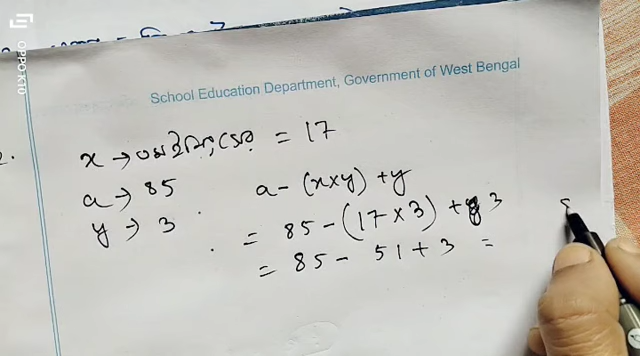 School Education Department, Government of West Bengal
2.
x → = 17
a → 85 a - (x×y) + y
y → 3 = 85 - (17 × 3) + 3
= 85 - 51 + 3 =
OPPO K10